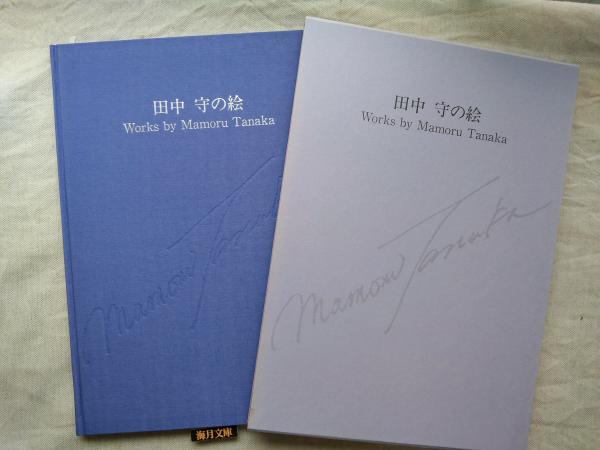 田中 守の絵
Works by Mamoru Tanaka
Mamoru Tanaka
海月文庫
田中 守の絵
Works by Mamoru Tanaka
Mamoru Tanaka